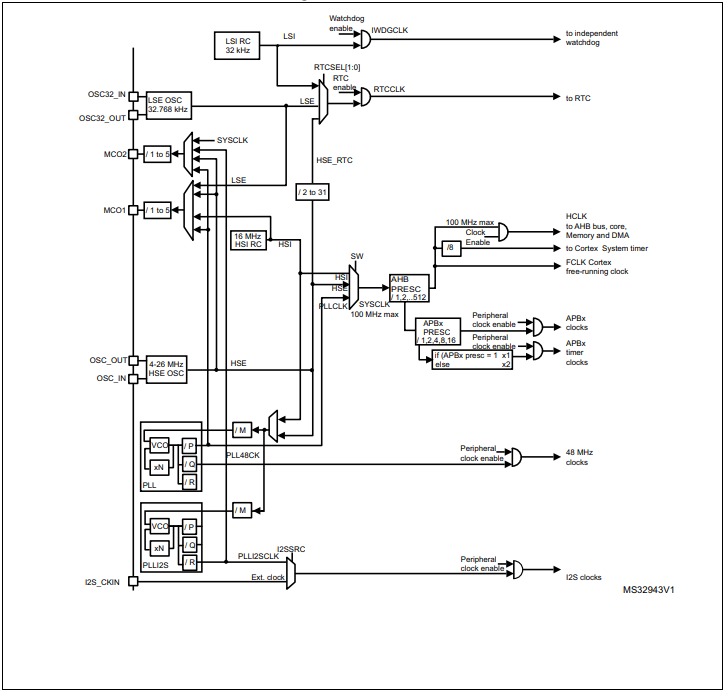 Watchdog
enable
IWDGCLK
to independent
watchdog
LSI RC
32 kHz
LSI
RTCSEL[1:0]
RTC
enable
RTCCLK
to RTC
OSC32_IN
LSE OSC
32.768 kHz
LSE
OSC32_OUT
SYSCLK
MCO2
/ 1 to 5
HSE_RTC
LSE
/ 2 to 31
MCO1
/ 1 to 5
16 MHz
HSI RC
HSI
100 MHz max
Clock
Enable
HCLK
to AHB bus, core,
Memory and DMA
/8
to Cortex System timer
FCLK Cortex
free-running clock
SW
HSI
HSE
PLLCLK
SYSCLK
100 MHz max
AHB
PRESC
/ 1,2,..512
APBx
PRESC
/ 1,2,4,8,16
Peripheral
clock enable
APBx
clocks
Peripheral
clock enable
APBx
timer
clocks
if (APBx presc = 1 x1
else x2
OSC_OUT
4-26 MHz
HSE OSC
HSE
OSC_IN
/ M
VCO
/ P
xN
/ Q
/ R
PLL
PLL48CK
Peripheral
clock enable
48 MHz
clocks
/ M
VCO
/ P
xN
/ Q
/ R
PLLI2S
PLLI2SCLK
I2SSRC
Peripheral
clock enable
I2S clocks
I2S_CKIN
Ext. clock
MS32943V1